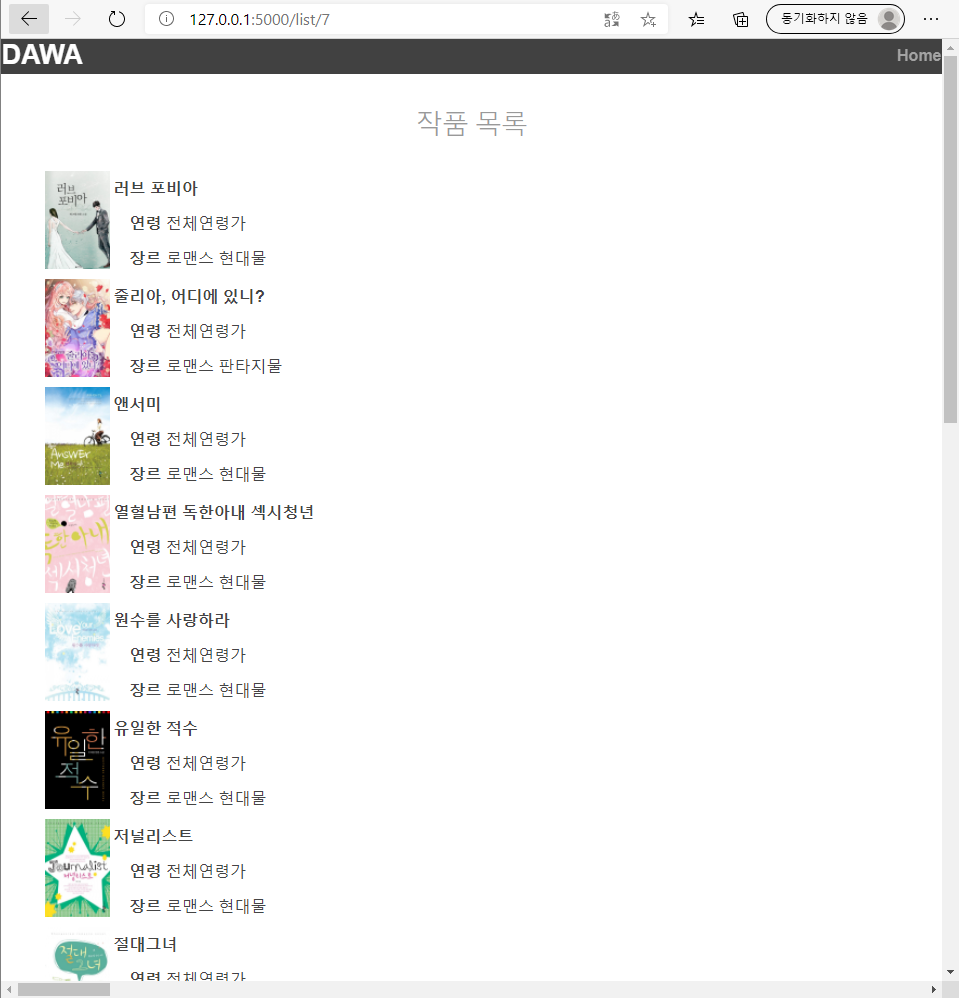 127.0.0.1:5000/list/7
동기화하지 않음
DAWA
Home
작품 목록
러브 포비아
러브 포비아
연령 전체연령가
장르 로맨스 현대물
줄리아, 어디에 있니?
연령 전체연령가
장르 로맨스 판타지물
앤서미
AnSWEr Me
연령 전체연령가
장르 로맨스 현대물
열혈남편 독한아내 섹시청년
연령 전체연령가
장르 로맨스 현대물
원수를 사랑하라
연령 전체연령가
장르 로맨스 현대물
유일한 적수
유일한 적수
연령 전체연령가
장르 로맨스 현대물
저널리스트
Journalist
저널리스트
연령 전체연령가
장르 로맨스 현대물
절대그녀
절대그녀
연령 전체연령가